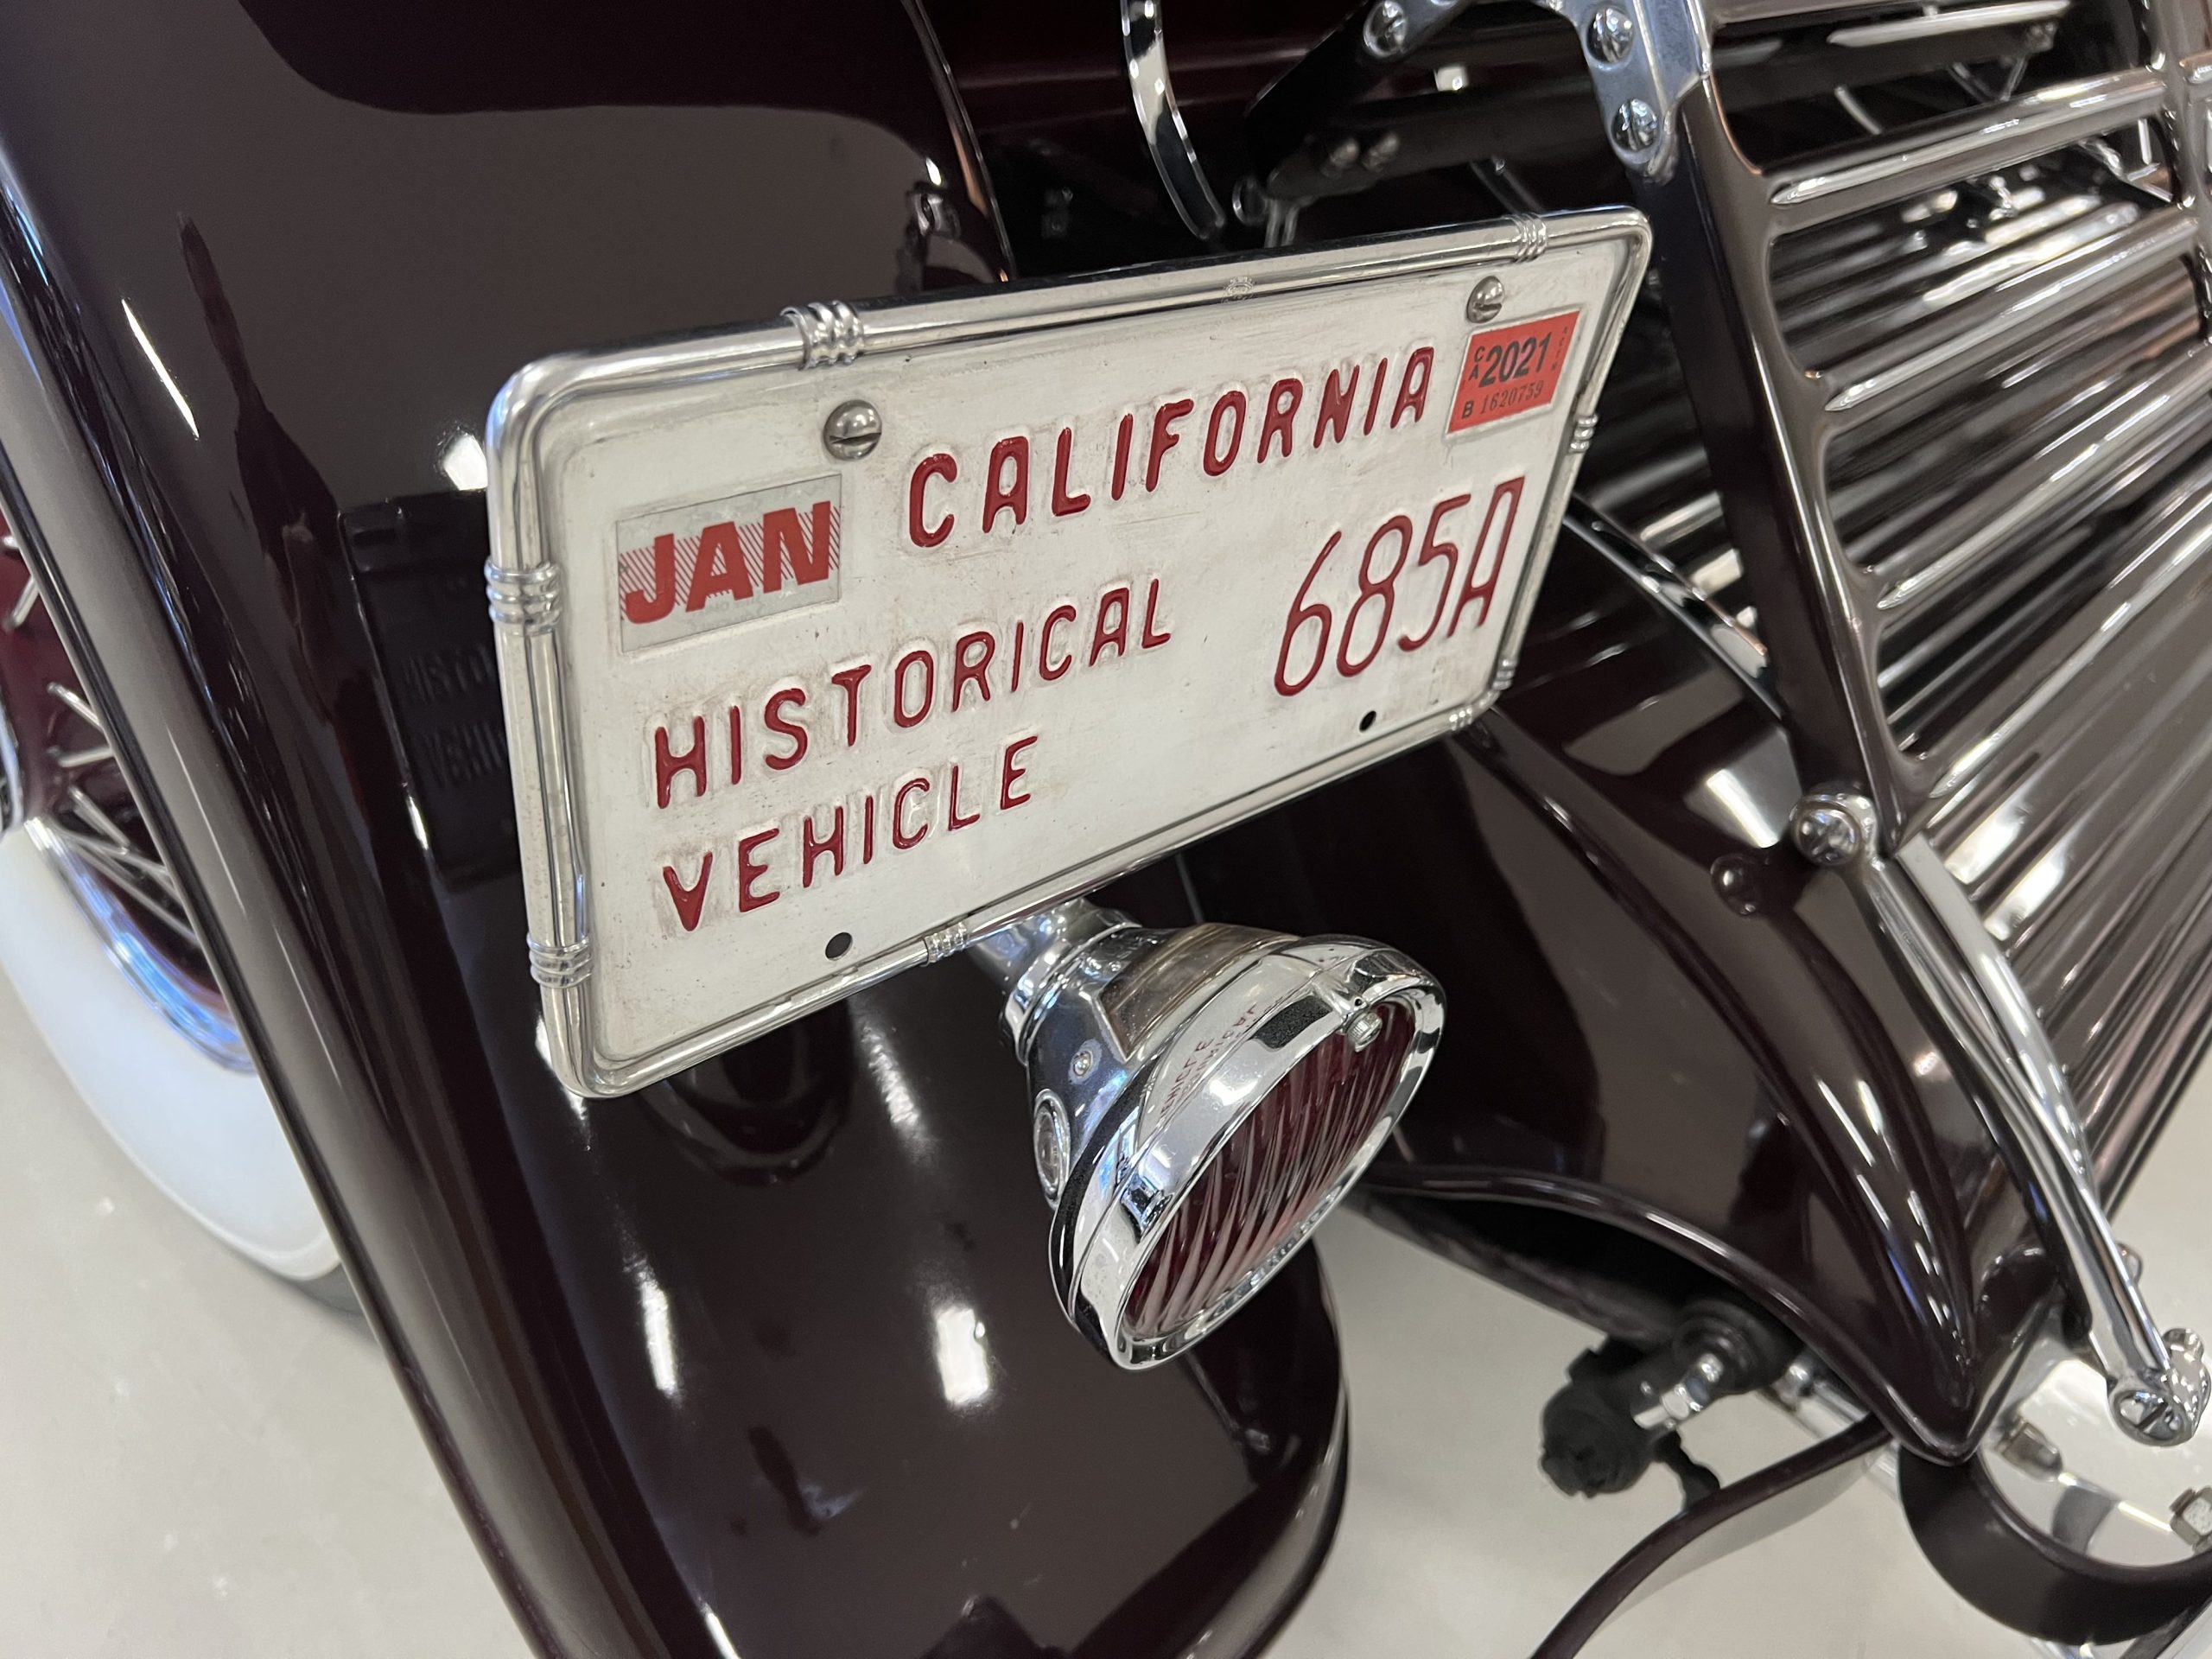 CALIFORNIA
CA 2021
B 1620759
JAN
HISTORICAL 685A
VEHICLE